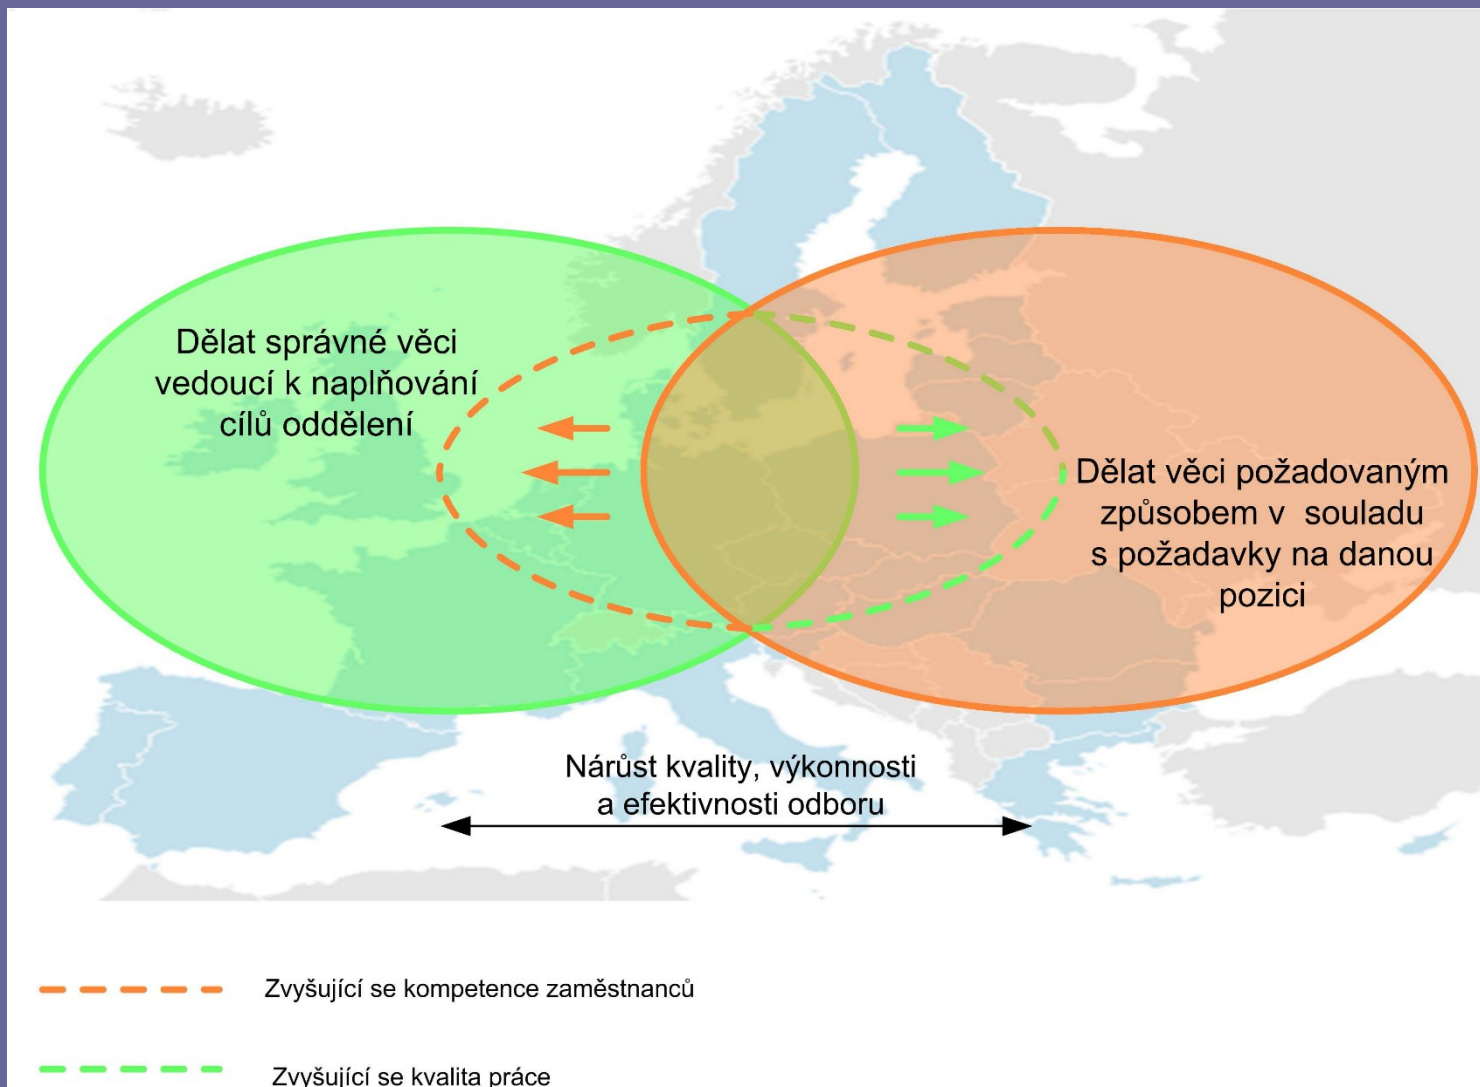 Dělat správné věci
vedoucí k naplňování
cílů oddělení
Dělat věci požadovaným
způsobem v  souladu
s požadavky na danou
pozici
Nárůst kvality, výkonnosti
a efektivnosti odboru
Zvyšující se kompetence zaměstnanců
Zvyšující se kvalita práce